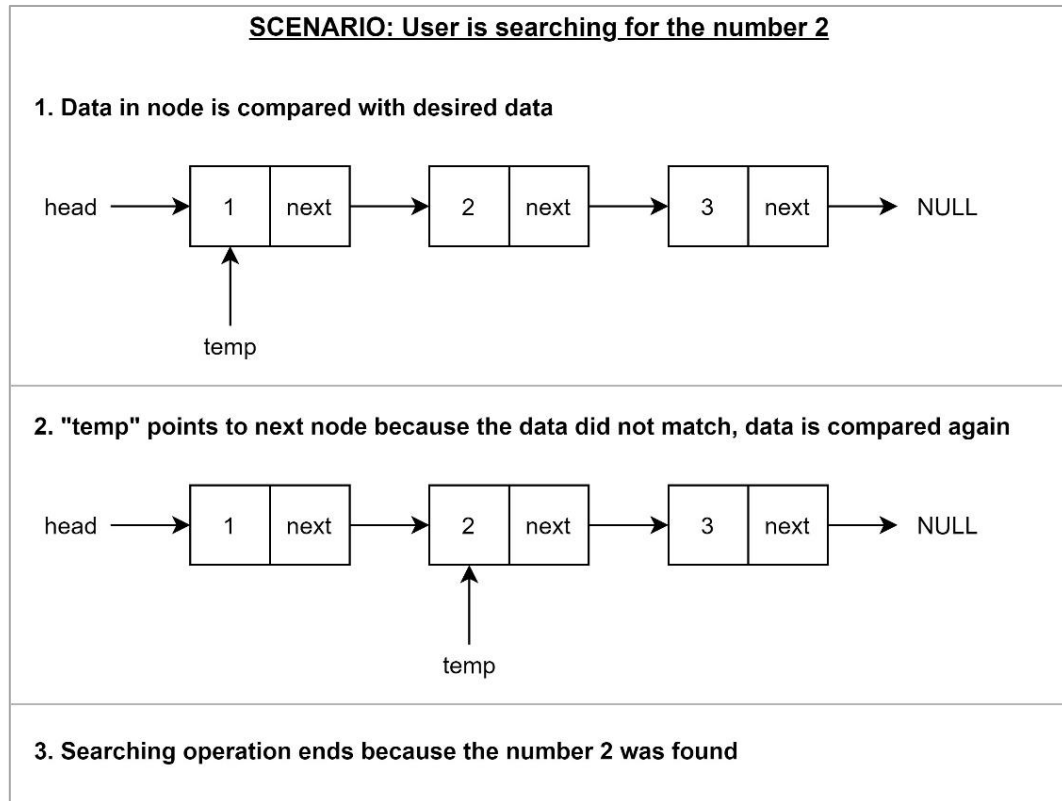 SCENARIO: User is searching for the number 2
1. Data in node is compared with desired data
head 1 next 2 next 3 next NULL
temp
2. "temp" points to next node because the data did not match, data is compared again
head 1 next 2 next 3 next NULL
temp
3. Searching operation ends because the number 2 was found